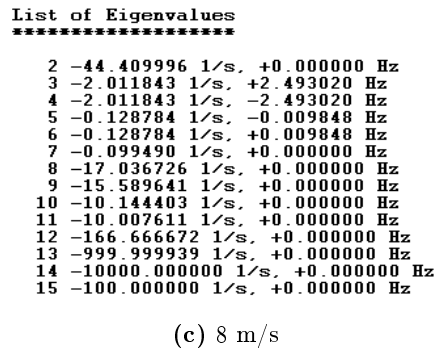 List of Eigenvalues
*******************
2 -44.409996 1/s, +0.000000 Hz
3 -2.011843 1/s, +2.493020 Hz
4 -2.011843 1/s, -2.493020 Hz
5 -0.128784 1/s, -0.009848 Hz
6 -0.128784 1/s, +0.009848 Hz
7 -0.099490 1/s, +0.000000 Hz
8 -17.036726 1/s, +0.000000 Hz
9 -15.589641 1/s, +0.000000 Hz
10 -10.144403 1/s, +0.000000 Hz
11 -10.007611 1/s, +0.000000 Hz
12 -166.666672 1/s, +0.000000 Hz
13 -999.999939 1/s, +0.000000 Hz
14 -10000.000000 1/s, +0.000000 Hz
15 -100.000000 1/s, +0.000000 Hz
(c) 8 m/s